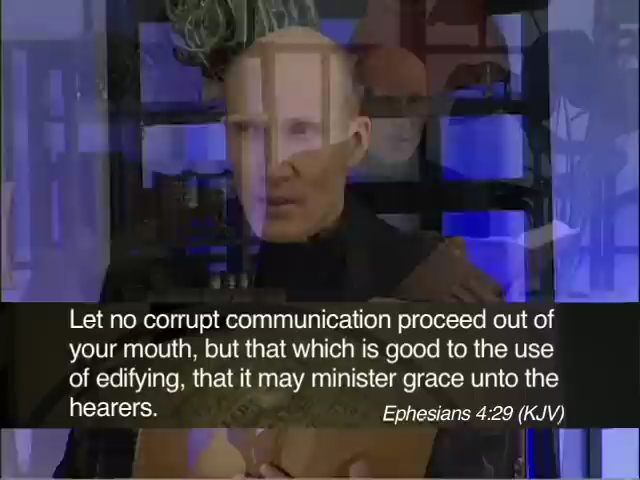 Let no corrupt communication proceed out of
your mouth, but that which is good to the use
of edifying, that it may minister grace unto the
hearers.
Ephesians 4:29 (KJV)